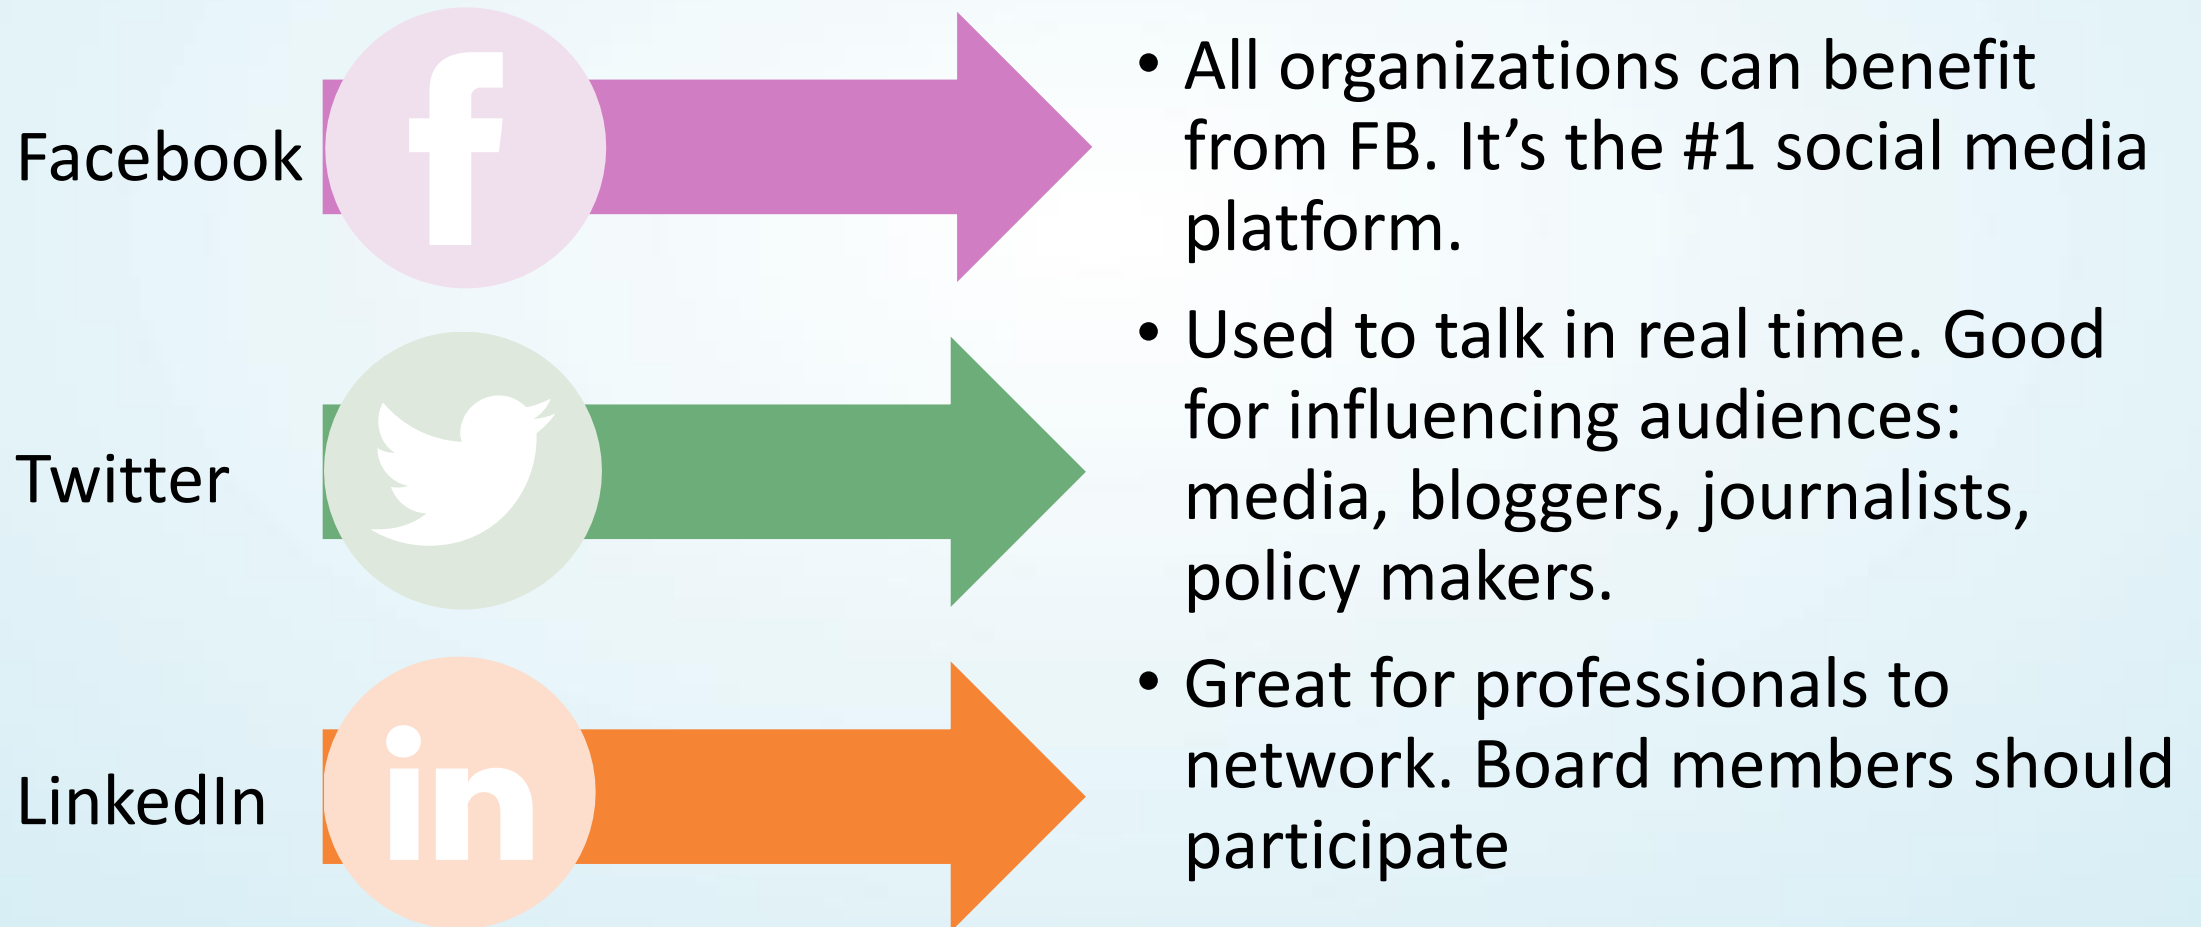 Facebook
• All organizations can benefit
from FB. It’s the #1 social media
platform.
Twitter
• Used to talk in real time. Good
for influencing audiences:
media, bloggers, journalists,
policy makers.
LinkedIn
in
• Great for professionals to
network. Board members should
participate